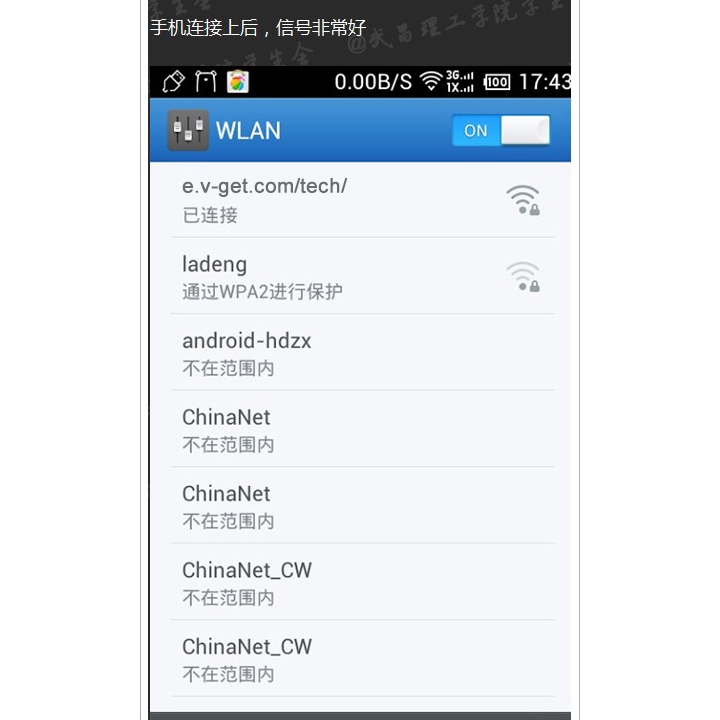 手机连接上后，信号非常好
@武昌理工学院学生会
0.00B/S 3G 1X 100 17:43
WLAN
ON
e.v-get.com/tech/
已连接
ladeng
通过WPA2进行保护
android-hdzx
不在范围内
ChinaNet
不在范围内
ChinaNet
不在范围内
ChinaNet_CW
不在范围内
ChinaNet_CW
不在范围内